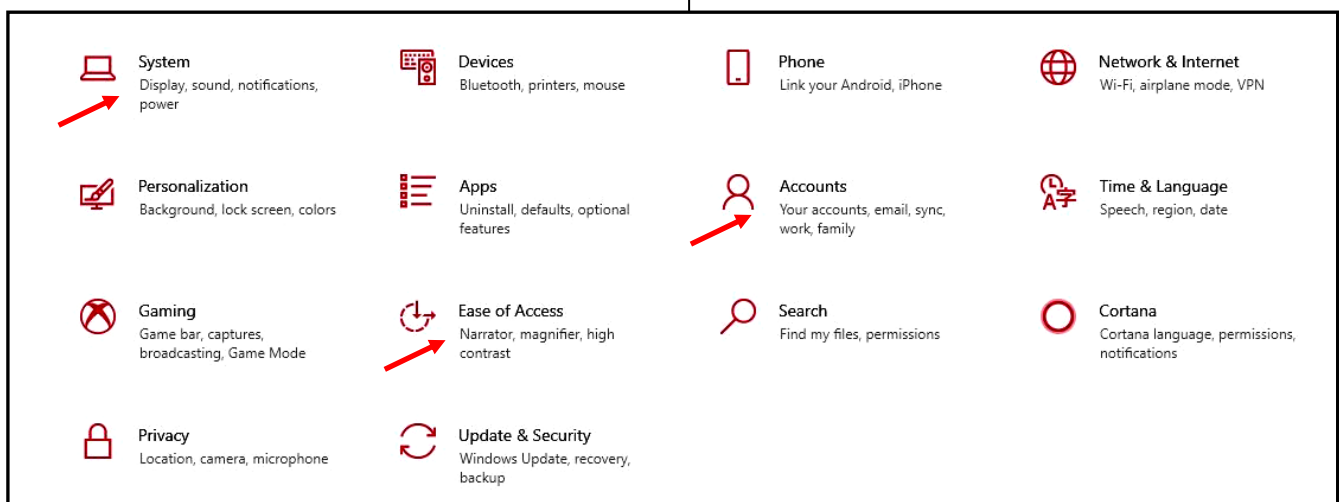 System
Display, sound, notifications,
power
Devices
Bluetooth, printers, mouse
Phone
Link your Android, iPhone
Network & Internet
Wi-Fi, airplane mode, VPN
Personalization
Background, lock screen, colors
Apps
Uninstall, defaults, optional
features
Accounts
Your accounts, email, sync,
work, family
Time & Language
Speech, region, date
Gaming
Game bar, captures,
broadcasting, Game Mode
Ease of Access
Narrator, magnifier, high
contrast
Search
Find my files, permissions
Cortana
Cortana language, permissions,
notifications
Privacy
Location, camera, microphone
Update & Security
Windows Update, recovery,
backup